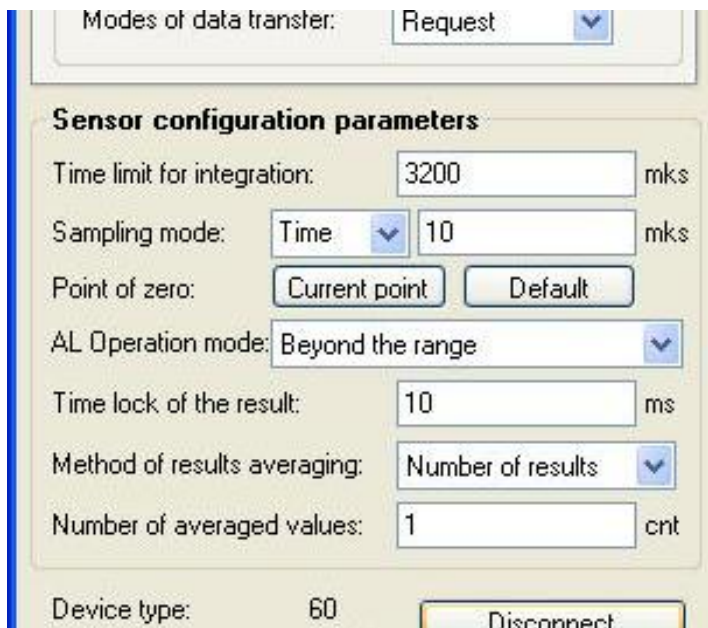 Modes of data transfer: Request
Sensor configuration parameters
Time limit for integration: 3200 mks
Sampling mode: Time 10 mks
Point of zero: Current point Default
AL Operation mode: Beyond the range
Time lock of the result: 10 ms
Method of results averaging: Number of results
Number of averaged values: 1 cnt
Device type: 60 Disconnect